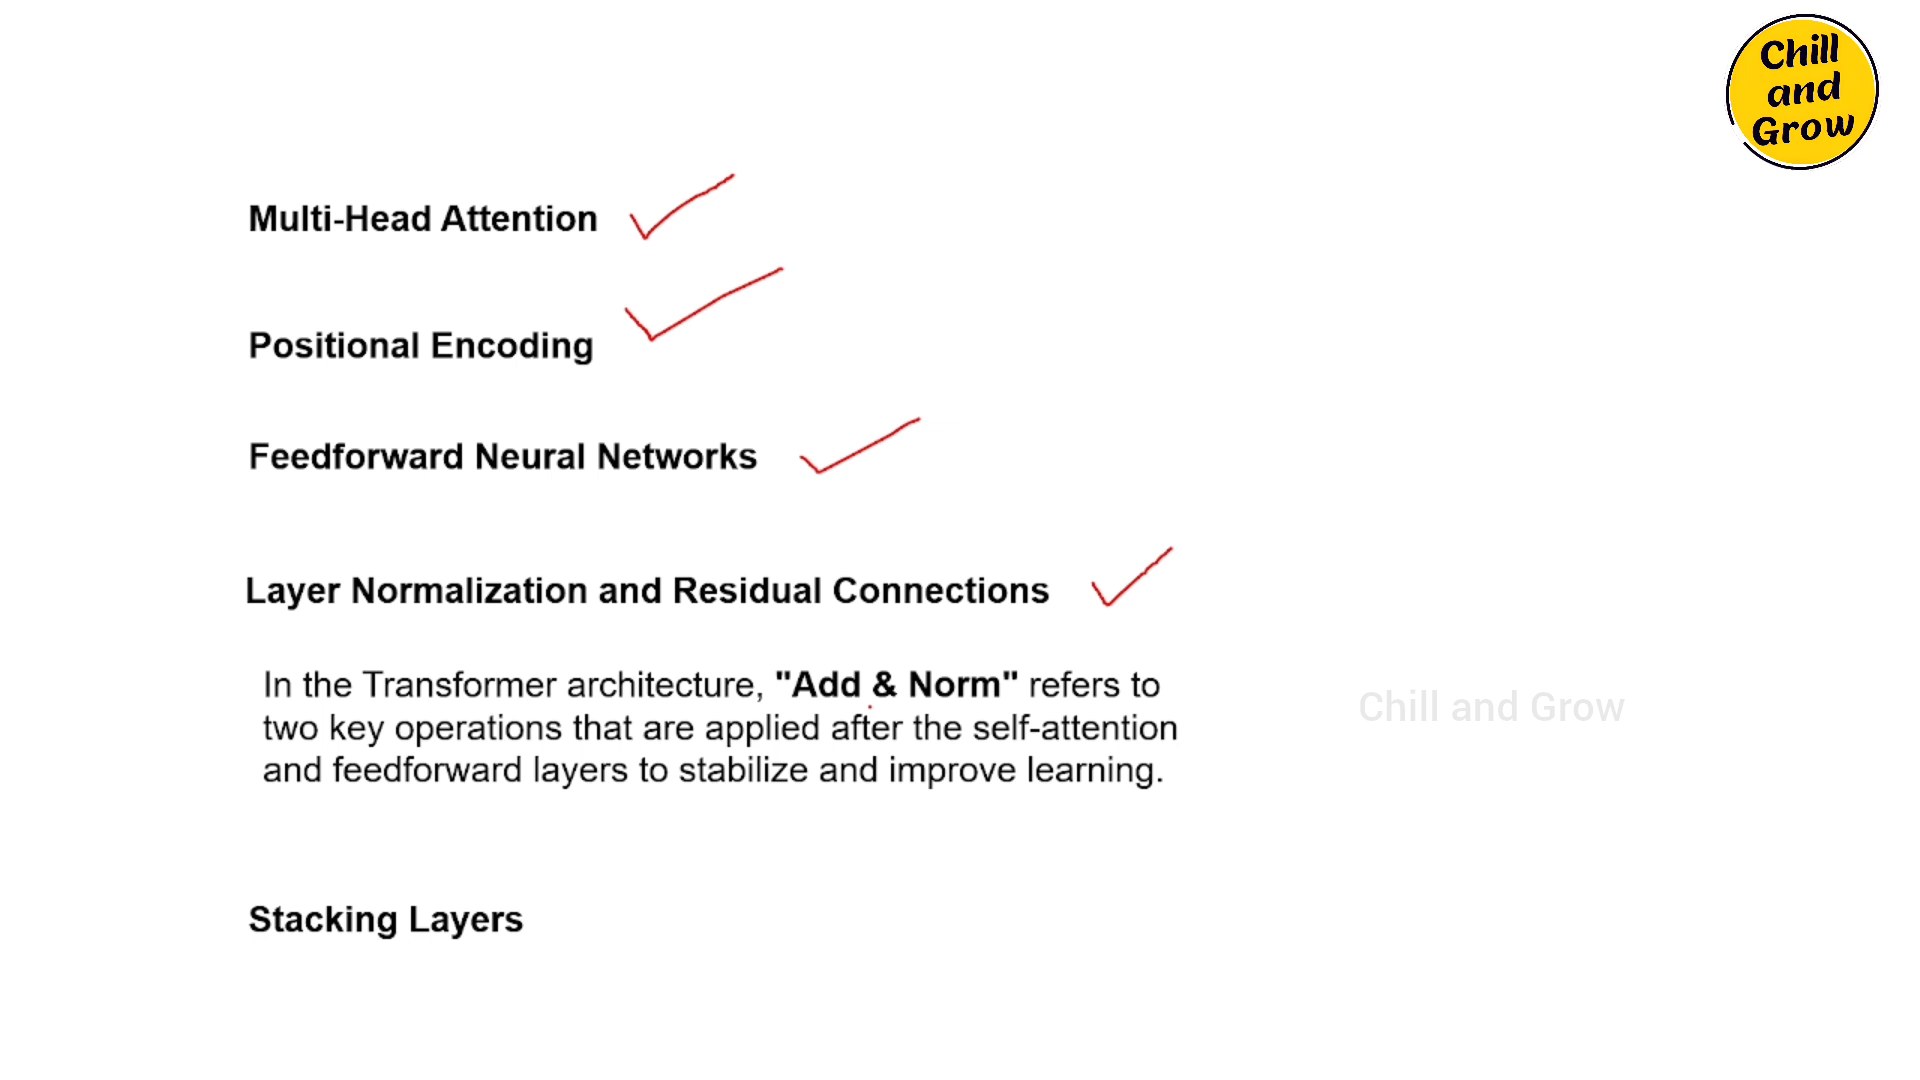 Chill
and
Grow
Multi-Head Attention
Positional Encoding
Feedforward Neural Networks
Layer Normalization and Residual Connections
In the Transformer architecture, "Add & Norm" refers to
two key operations that are applied after the self-attention
and feedforward layers to stabilize and improve learning.
Chill and Grow
Stacking Layers